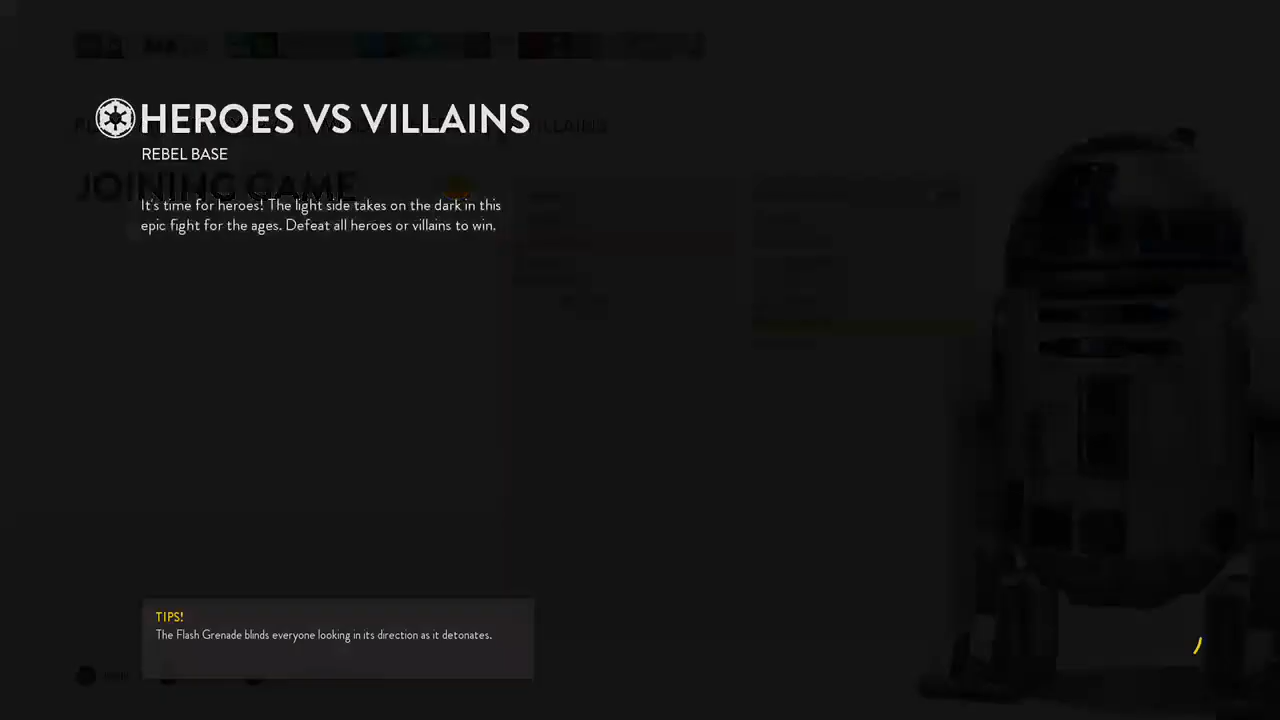 HEROES VS VILLAINS
REBEL BASE
JOINING GAME
It's time for heroes! The light side takes on the dark in this
epic fight for the ages. Defeat all heroes or villains to win.
TIPS!
The Flash Grenade blinds everyone looking in its direction as it detonates.